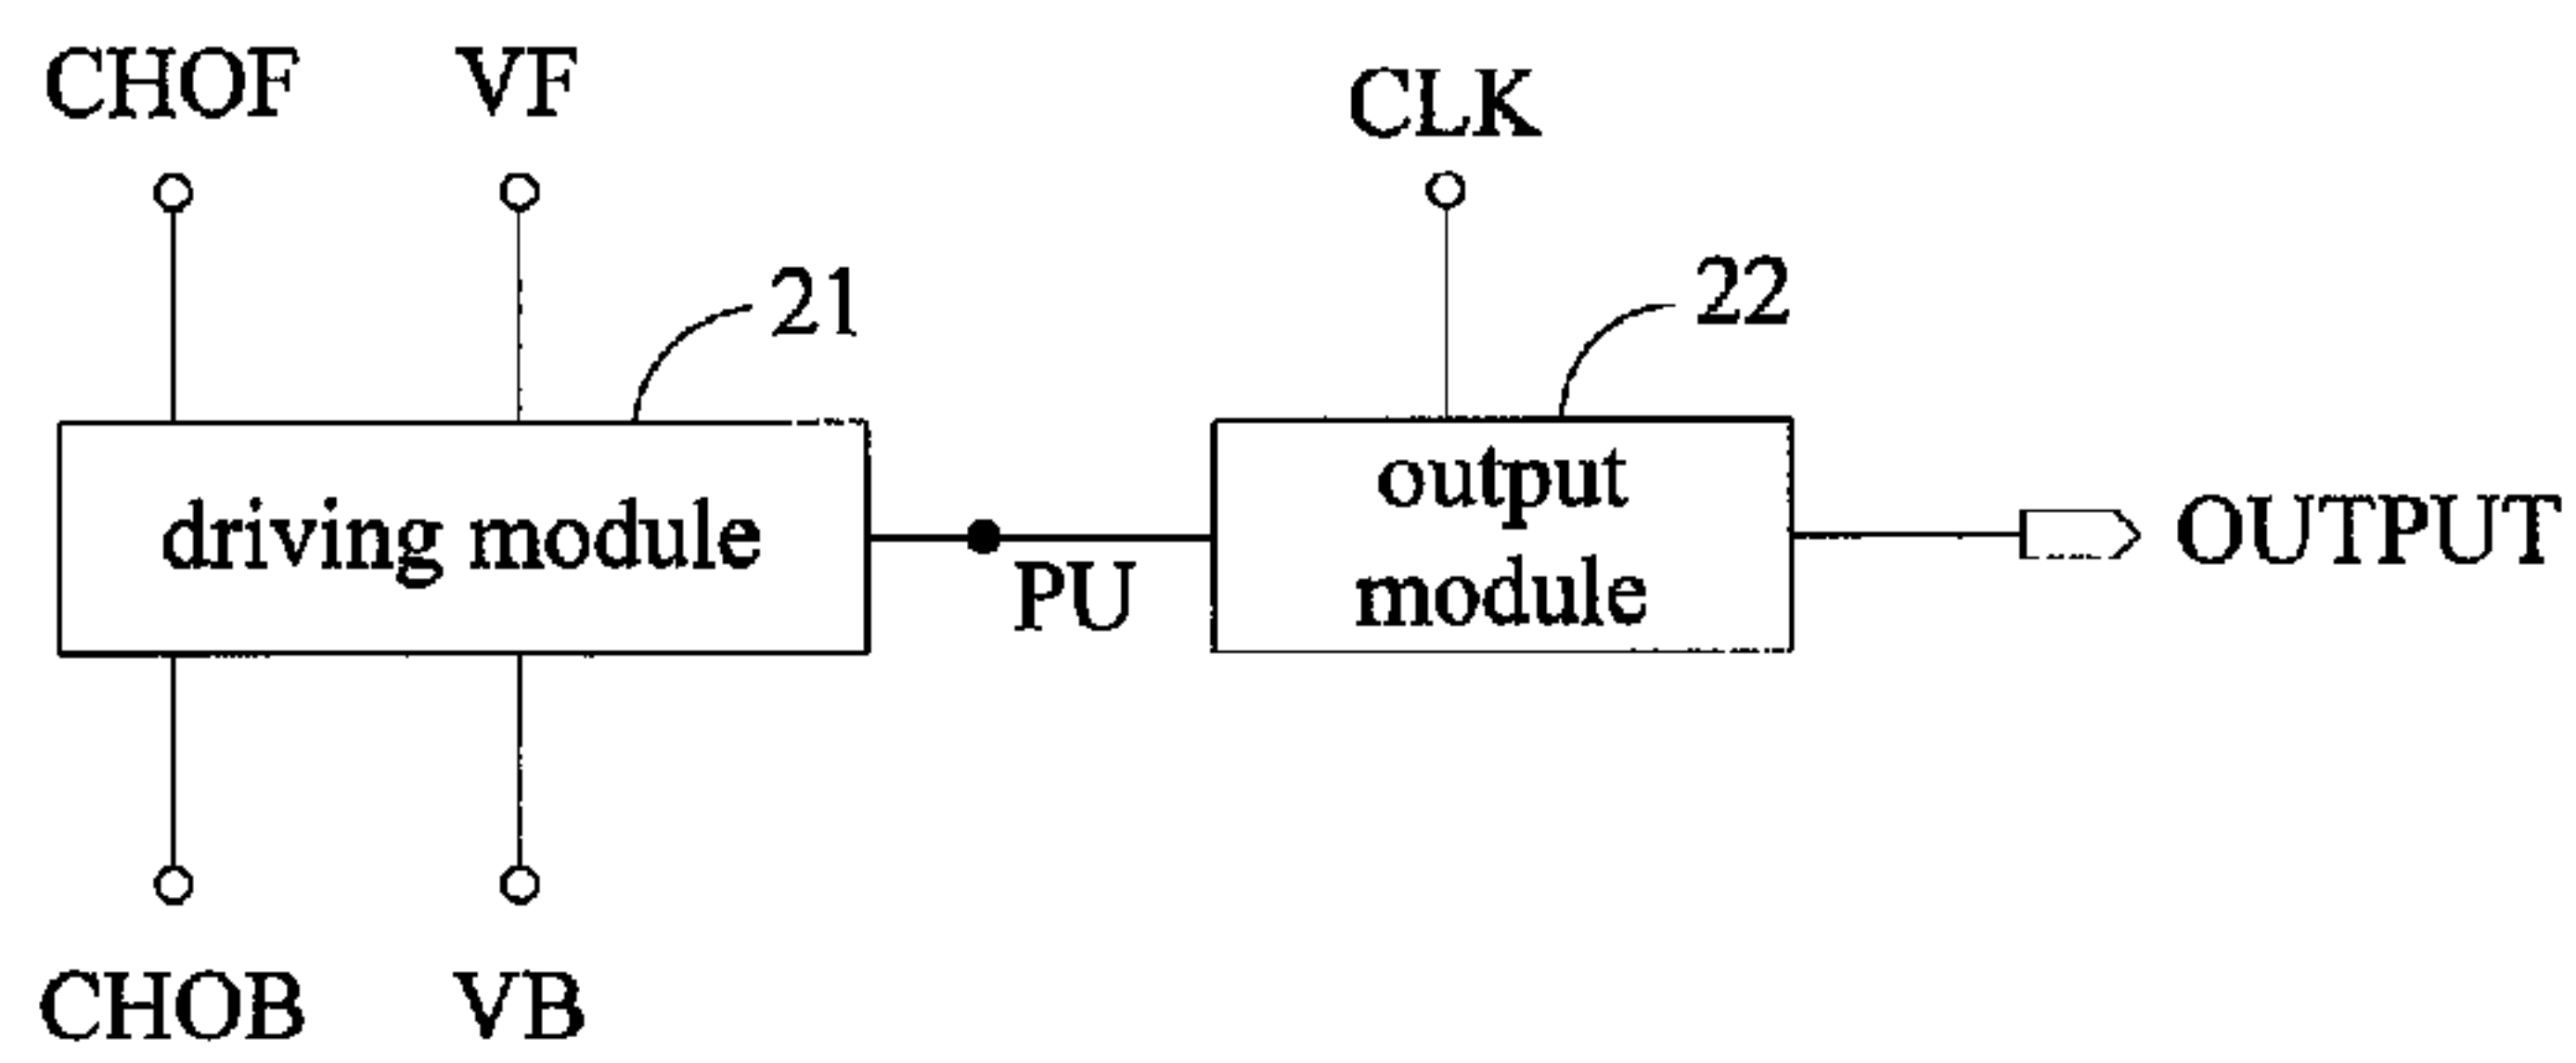 CHOF
VF
CLK
21
22
driving module
PU
output
module
OUTPUT
CHOB
VB